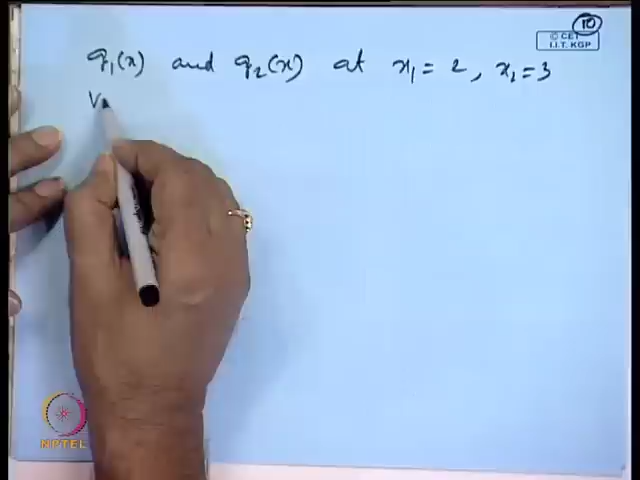 10
© CET
I.I.T. KGP
q₁(x) and q₂(x) at x₁ = 2, x₂ = 3
NPTEL